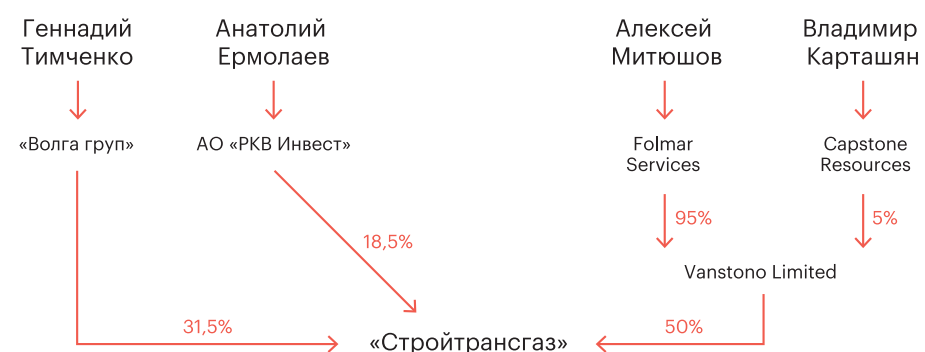 Геннадий
Тимченко
Анатолий
Ермолаев
Алексей
Митюшов
Владимир
Карташян
«Волга груп»
АО «РКВ Инвест»
Folmar
Services
Capstone
Resources
95%
5%
18,5%
Vanstono Limited
31,5%
50%
«Стройтрансгаз»